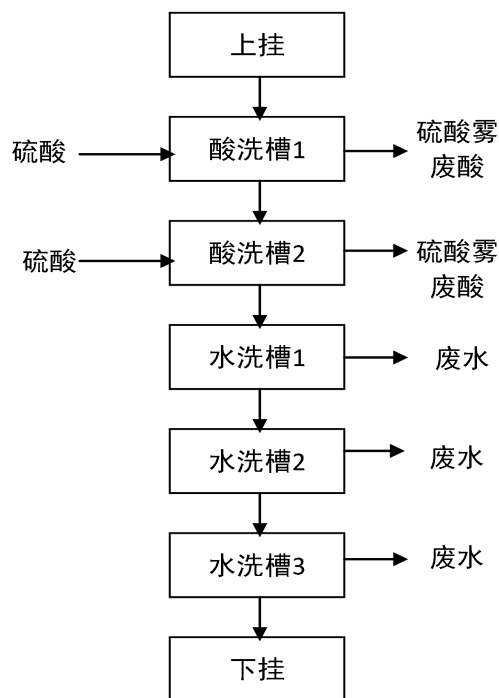 上挂
硫酸
酸洗槽1
硫酸雾
废酸
硫酸
酸洗槽2
硫酸雾
废酸
水洗槽1
废水
水洗槽2
废水
水洗槽3
废水
下挂